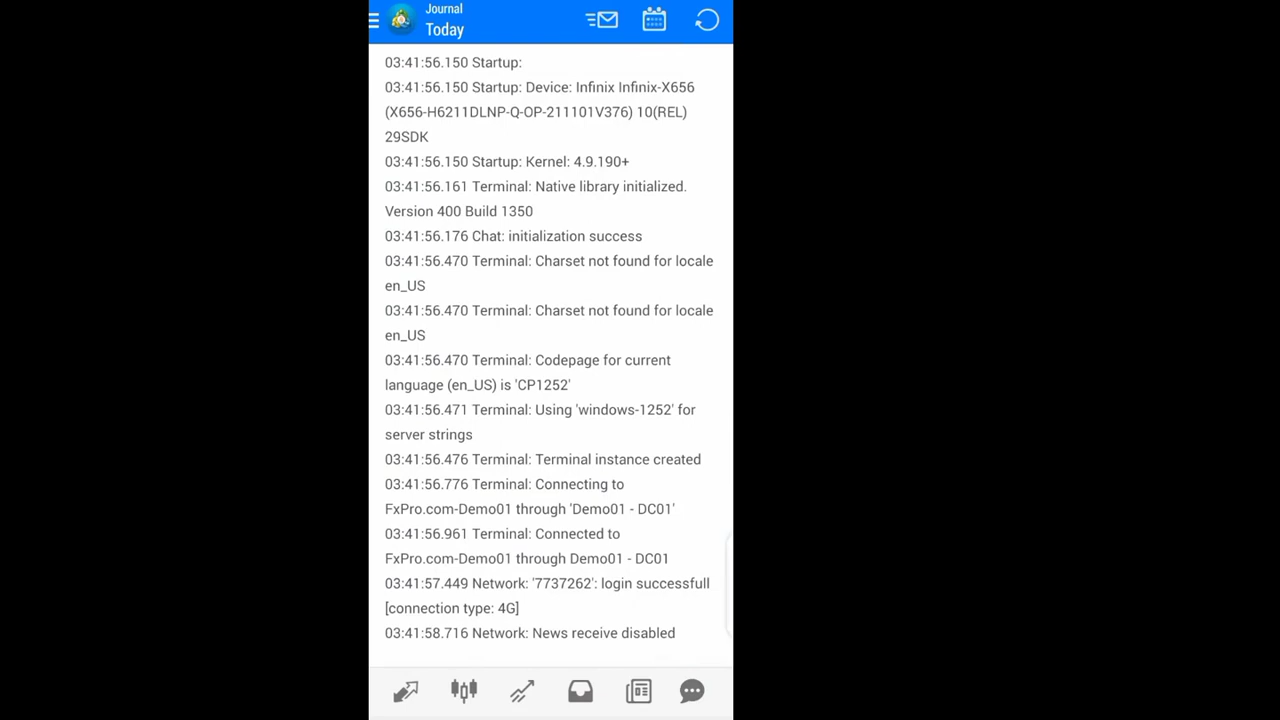 Journal
Today
03:41:56.150 Startup:
03:41:56.150 Startup: Device: Infinix Infinix-X656
(X656-H6211DLNP-Q-OP-211101V376) 10(REL)
29SDK
03:41:56.150 Startup: Kernel: 4.9.190+
03:41:56.161 Terminal: Native library initialized.
Version 400 Build 1350
03:41:56.176 Chat: initialization success
03:41:56.470 Terminal: Charset not found for locale
en_US
03:41:56.470 Terminal: Charset not found for locale
en_US
03:41:56.470 Terminal: Codepage for current
language (en_US) is 'CP1252'
03:41:56.471 Terminal: Using 'windows-1252' for
server strings
03:41:56.476 Terminal: Terminal instance created
03:41:56.776 Terminal: Connecting to
FxPro.com-Demo01 through 'Demo01 - DC01'
03:41:56.961 Terminal: Connected to
FxPro.com-Demo01 through Demo01 - DC01
03:41:57.449 Network: '7737262': login successfull
[connection type: 4G]
03:41:58.716 Network: News receive disabled